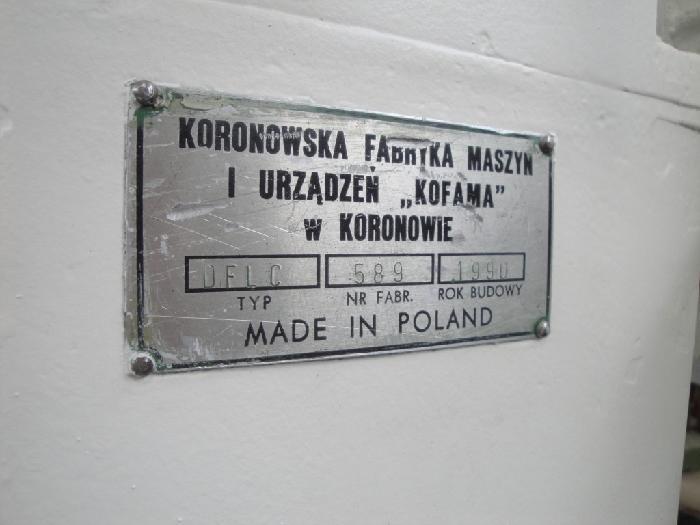 KORONOWSKA FABRYKA MASZYN
I URZĄDZEŃ „KOFAMA”
W KORONOWIE
DFLC 589 1990
TYP NR FABR. ROK BUDOWY
MADE IN POLAND